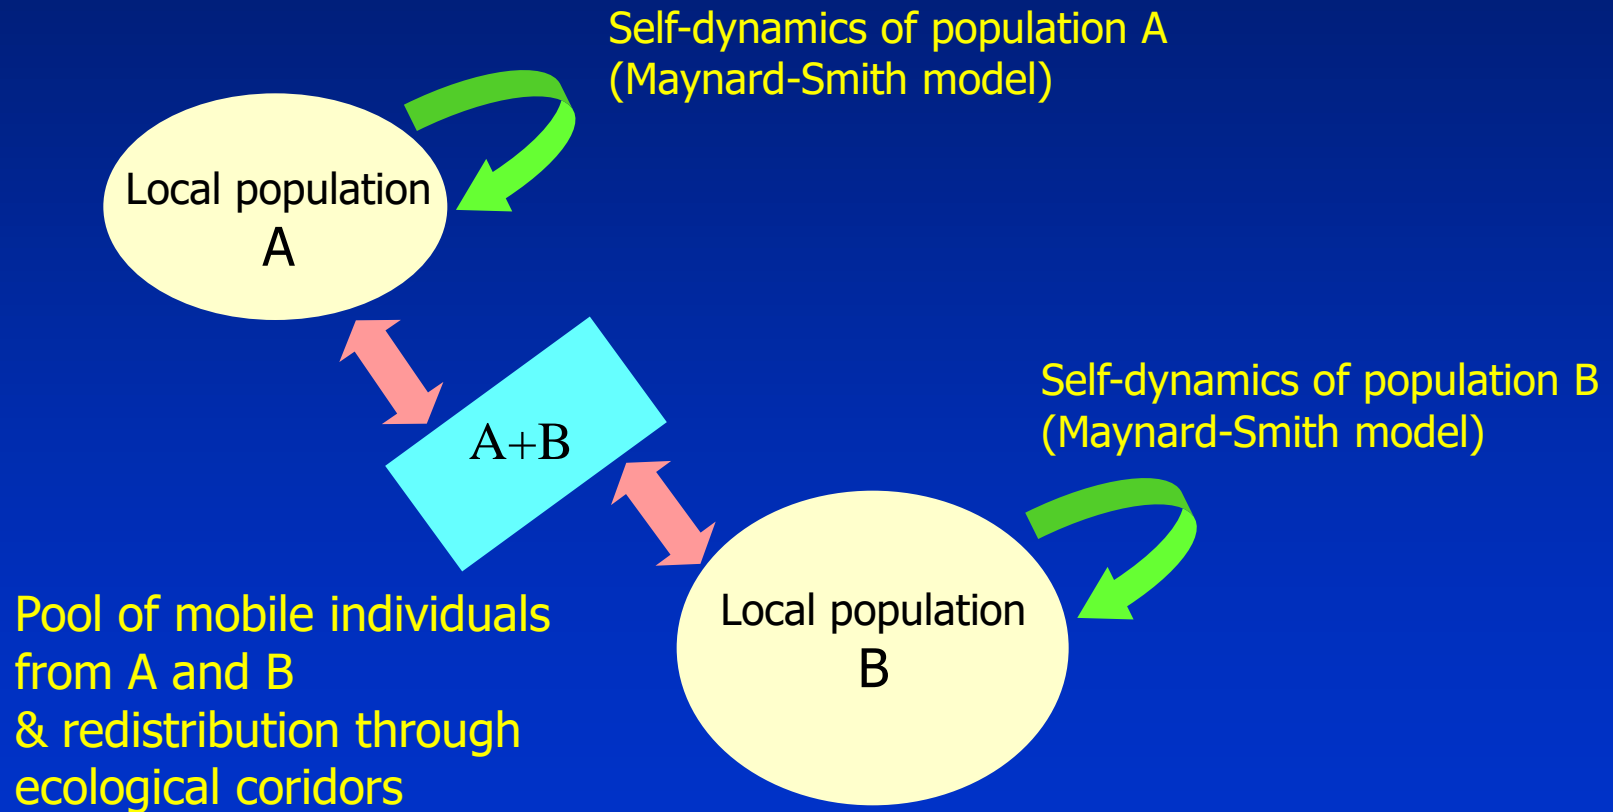 Self-dynamics of population A
(Maynard-Smith model)
Local population
A
A+B
Self-dynamics of population B
(Maynard-Smith model)
Local population
B
Pool of mobile individuals
from A and B
& redistribution through
ecological coridors